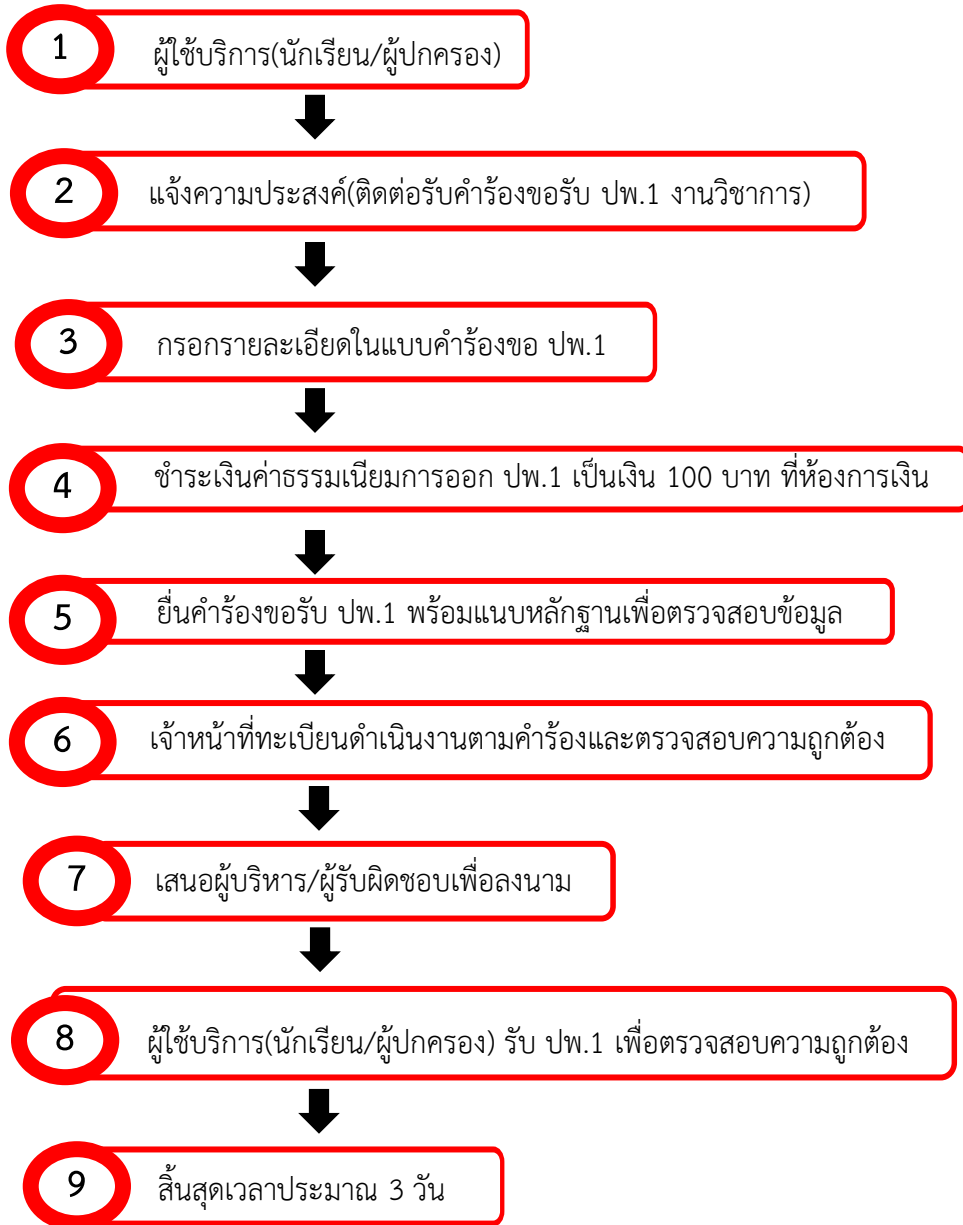 1 ผู้ใช้บริการ(นักเรียน/ผู้ปกครอง)
2 แจ้งความประสงค์(ติดต่อรับคำร้องขอรับ ปพ.1 งานวิชาการ)
3 กรอกรายละเอียดในแบบคำร้องขอ ปพ.1
4 ชำระเงินค่าธรรมเนียมการออก ปพ.1 เป็นเงิน 100 บาท ที่ห้องการเงิน
5 ยื่นคำร้องขอรับ ปพ.1 พร้อมแนบหลักฐานเพื่อตรวจสอบข้อมูล
6 เจ้าหน้าที่ทะเบียนดำเนินงานตามคำร้องและตรวจสอบความถูกต้อง
7 เสนอผู้บริหาร/ผู้รับผิดชอบเพื่อลงนาม
8 ผู้ใช้บริการ(นักเรียน/ผู้ปกครอง) รับ ปพ.1 เพื่อตรวจสอบความถูกต้อง
9 สิ้นสุดเวลาประมาณ 3 วัน